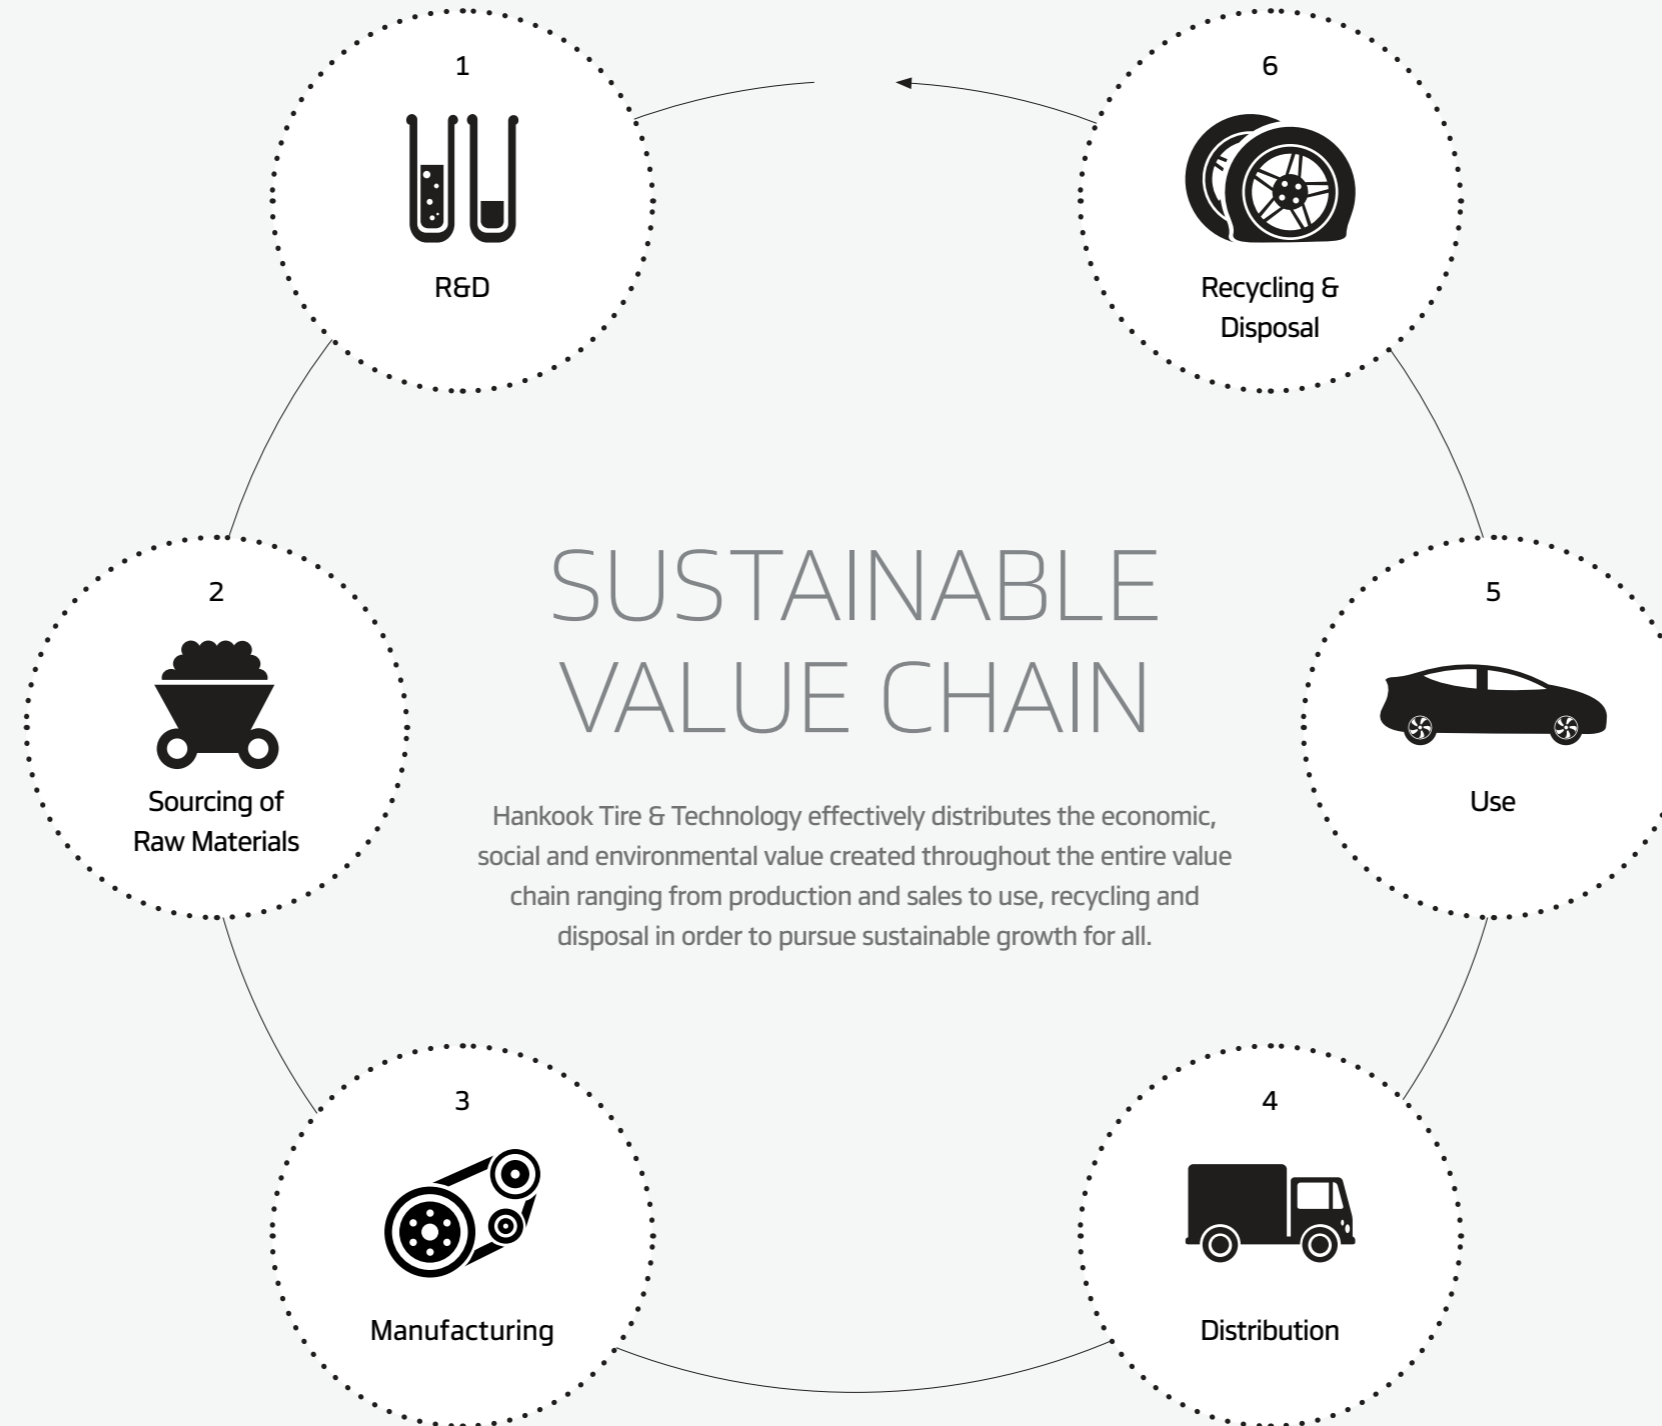 1
R&D
2
Sourcing of
Raw Materials
3
Manufacturing
4
Distribution
5
Use
6
Recycling &
Disposal
SUSTAINABLE
VALUE CHAIN
Hankook Tire & Technology effectively distributes the economic,
social and environmental value created throughout the entire value
chain ranging from production and sales to use, recycling and
disposal in order to pursue sustainable growth for all.